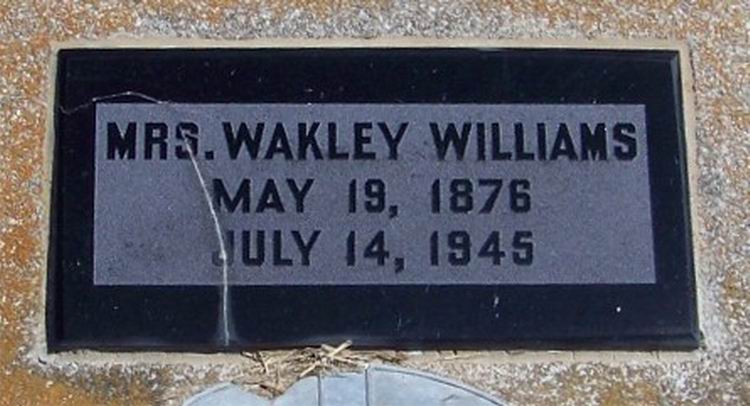 MRS. WAKLEY WILLIAMS
MAY 19, 1876
JULY 14, 1945